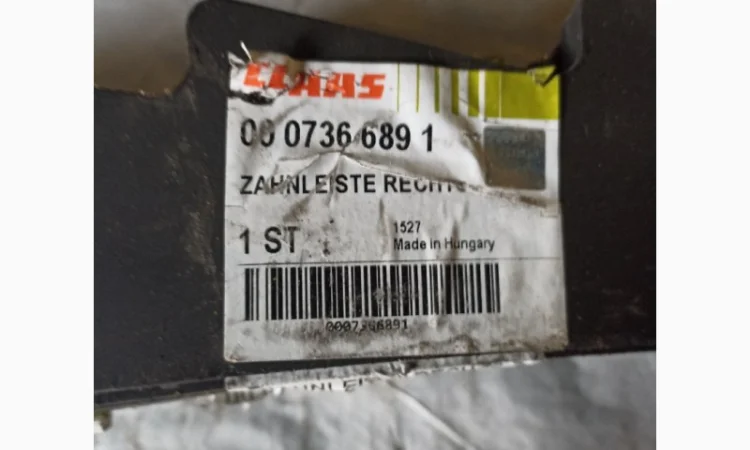 CLAAS
00 0736 689 1
ZAHNLEISTE RECHTS
1 ST
1527
Made in Hungary
0007366891